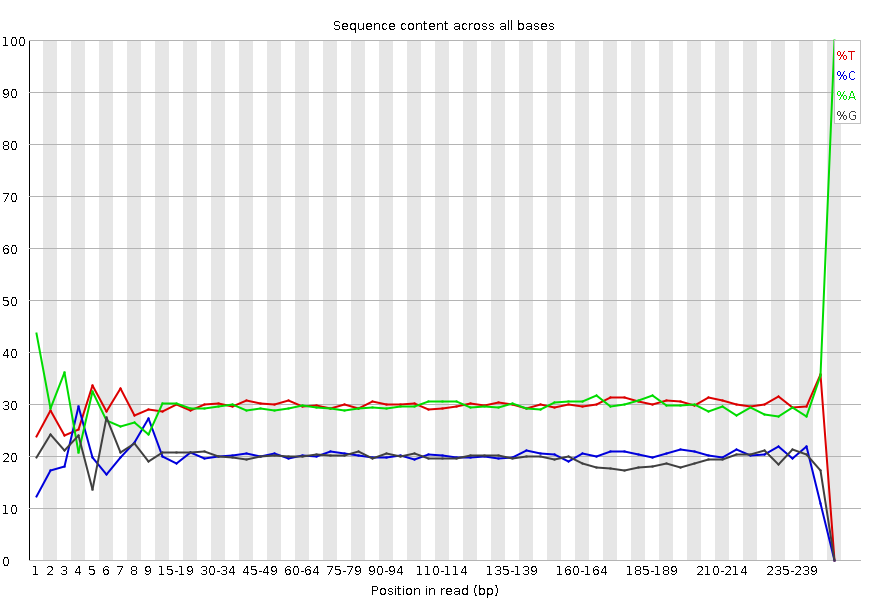 Sequence content across all bases
100
90
80
70
60
50
40
30
20
10
0
%T
%C
%A
%G
1 2 3 4 5 6 7 8 9 15-19 30-34 45-49 60-64 75-79 90-94 110-114 135-139 160-164 185-189 210-214 235-239
Position in read (bp)